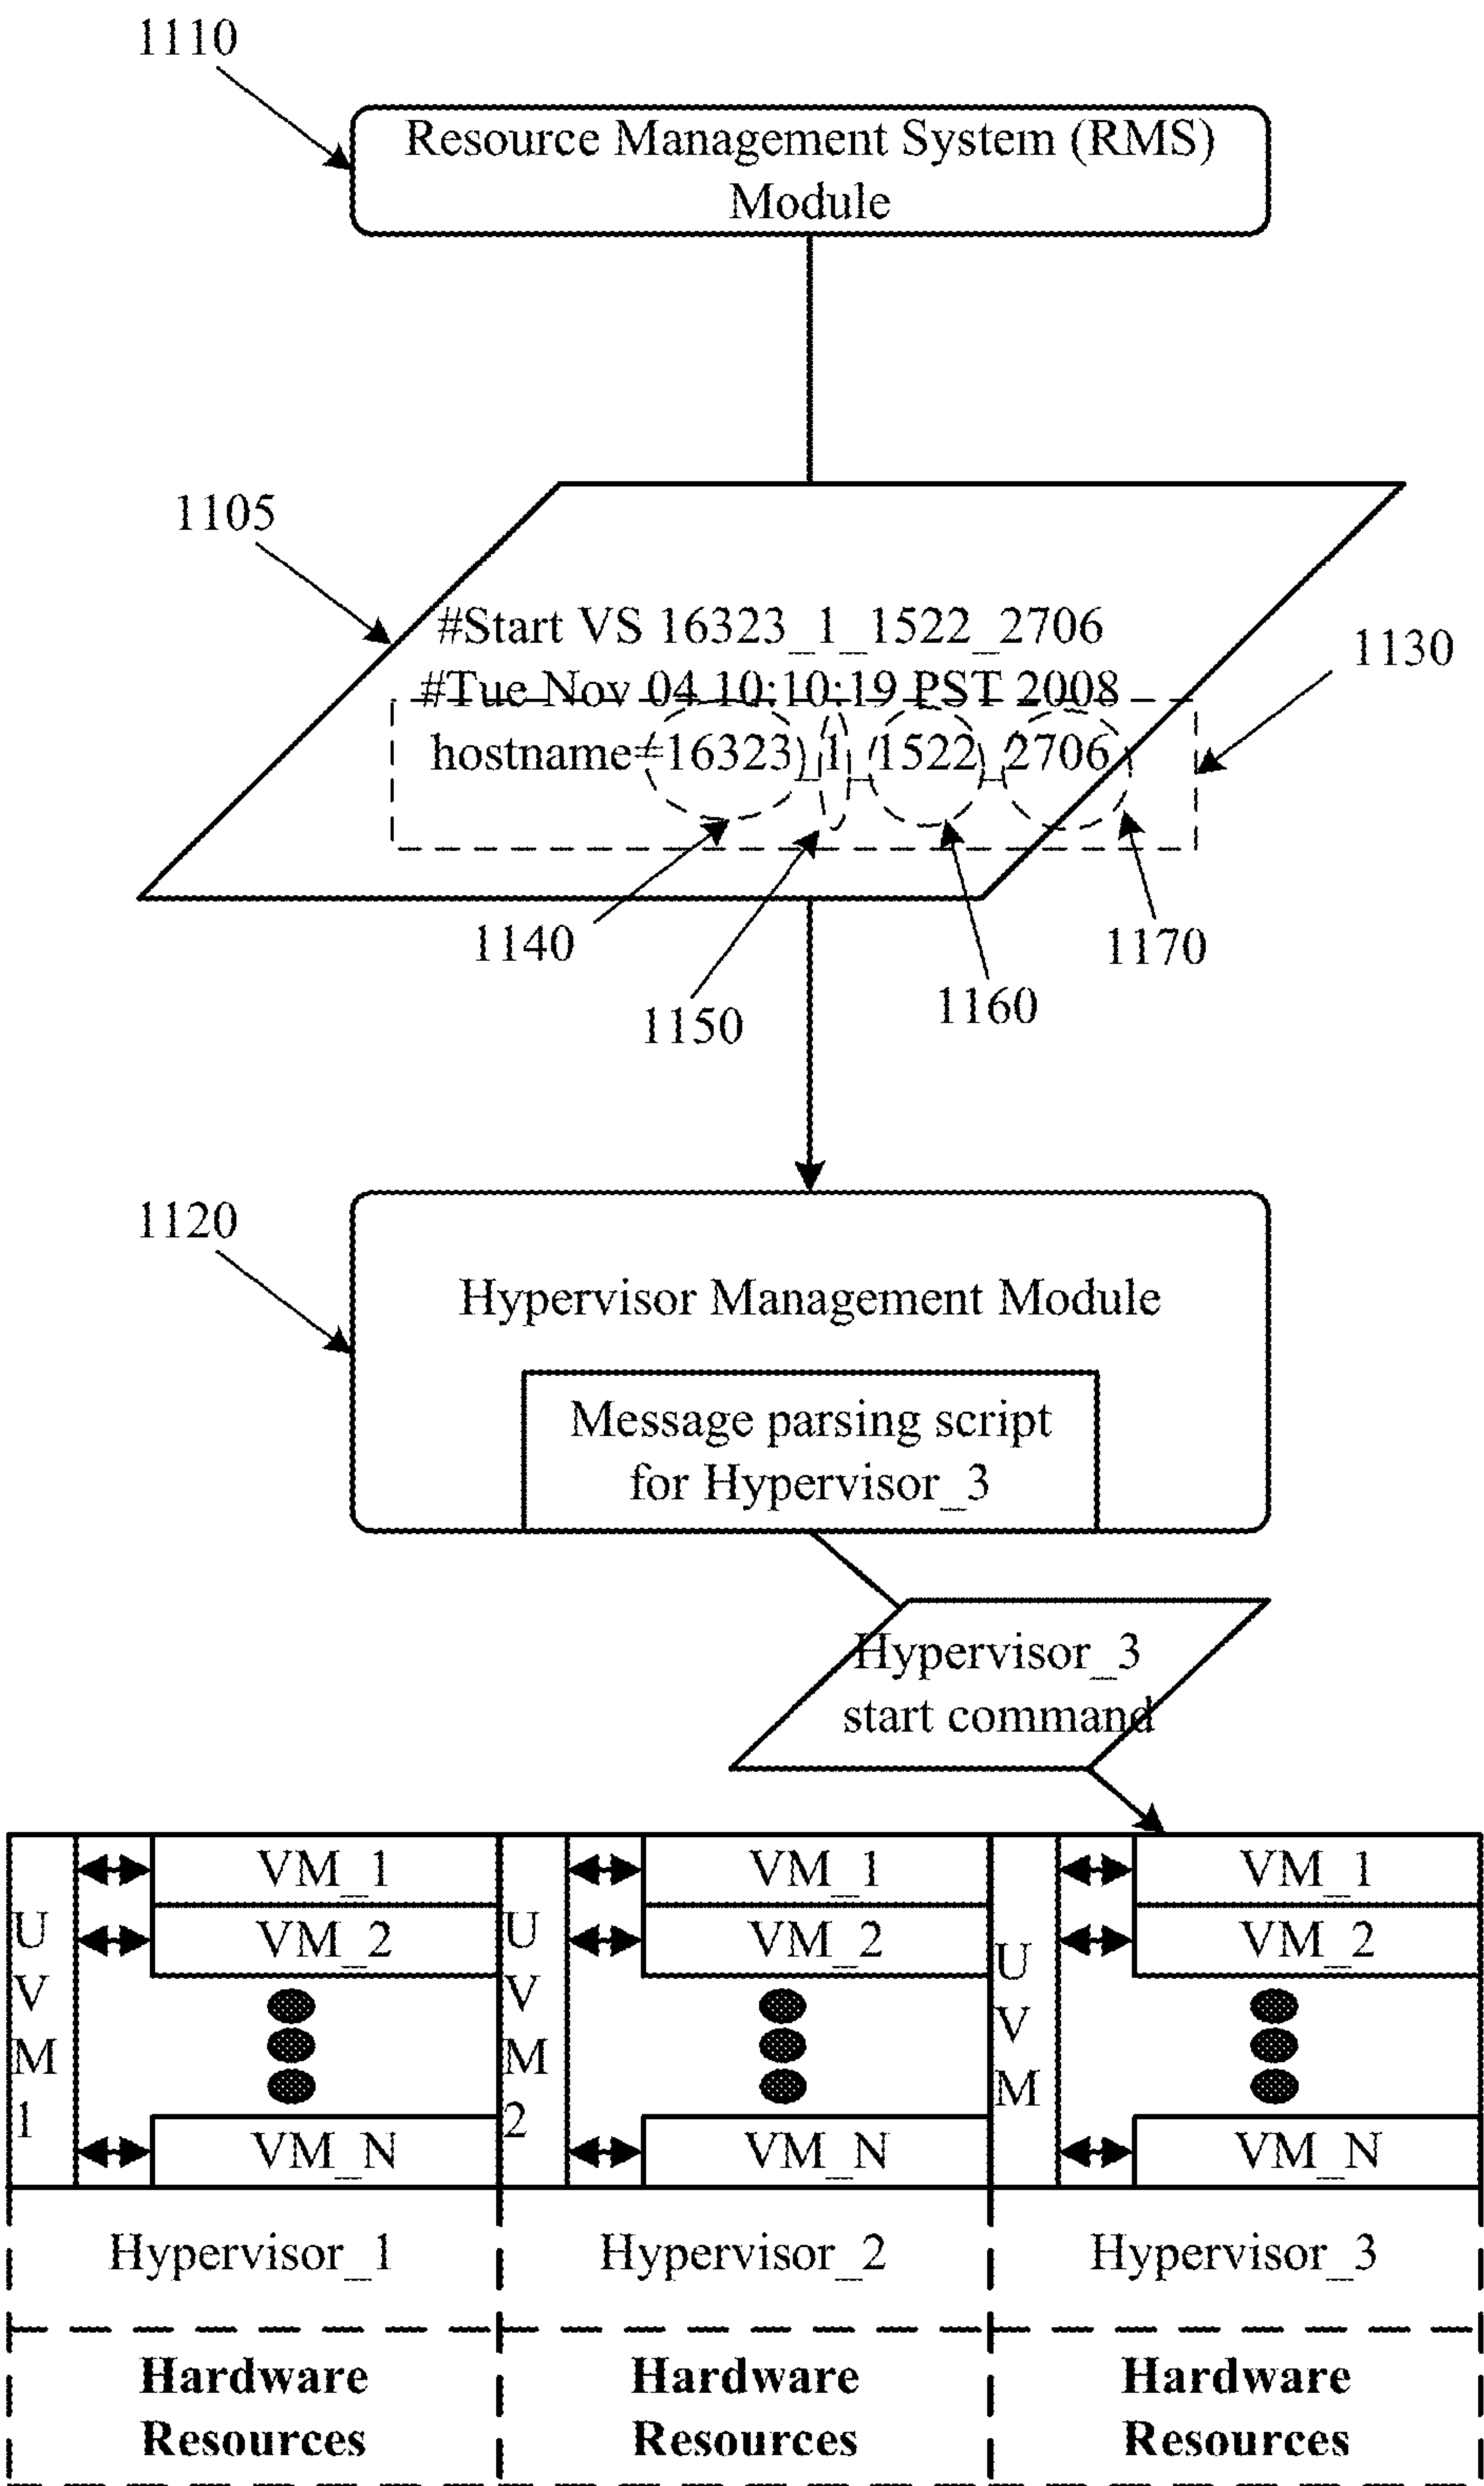 1110
Resource Management System (RMS)
Module
1105
#Start VS 16323_1_1522_2706
#Tue Nov 04 10:10:19 PST 2008
hostname=16323_1_1522_2706
1130
1140
1150
1160
1170
1120
Hypervisor Management Module
Message parsing script
for Hypervisor_3
Hypervisor_3
start command
U
V
M
1
VM_1
VM_2
VM_N
U
V
M
2
VM_1
VM_2
VM_N
U
V
M
VM_1
VM_2
VM_N
Hypervisor_1
Hypervisor_2
Hypervisor_3
Hardware
Resources
Hardware
Resources
Hardware
Resources